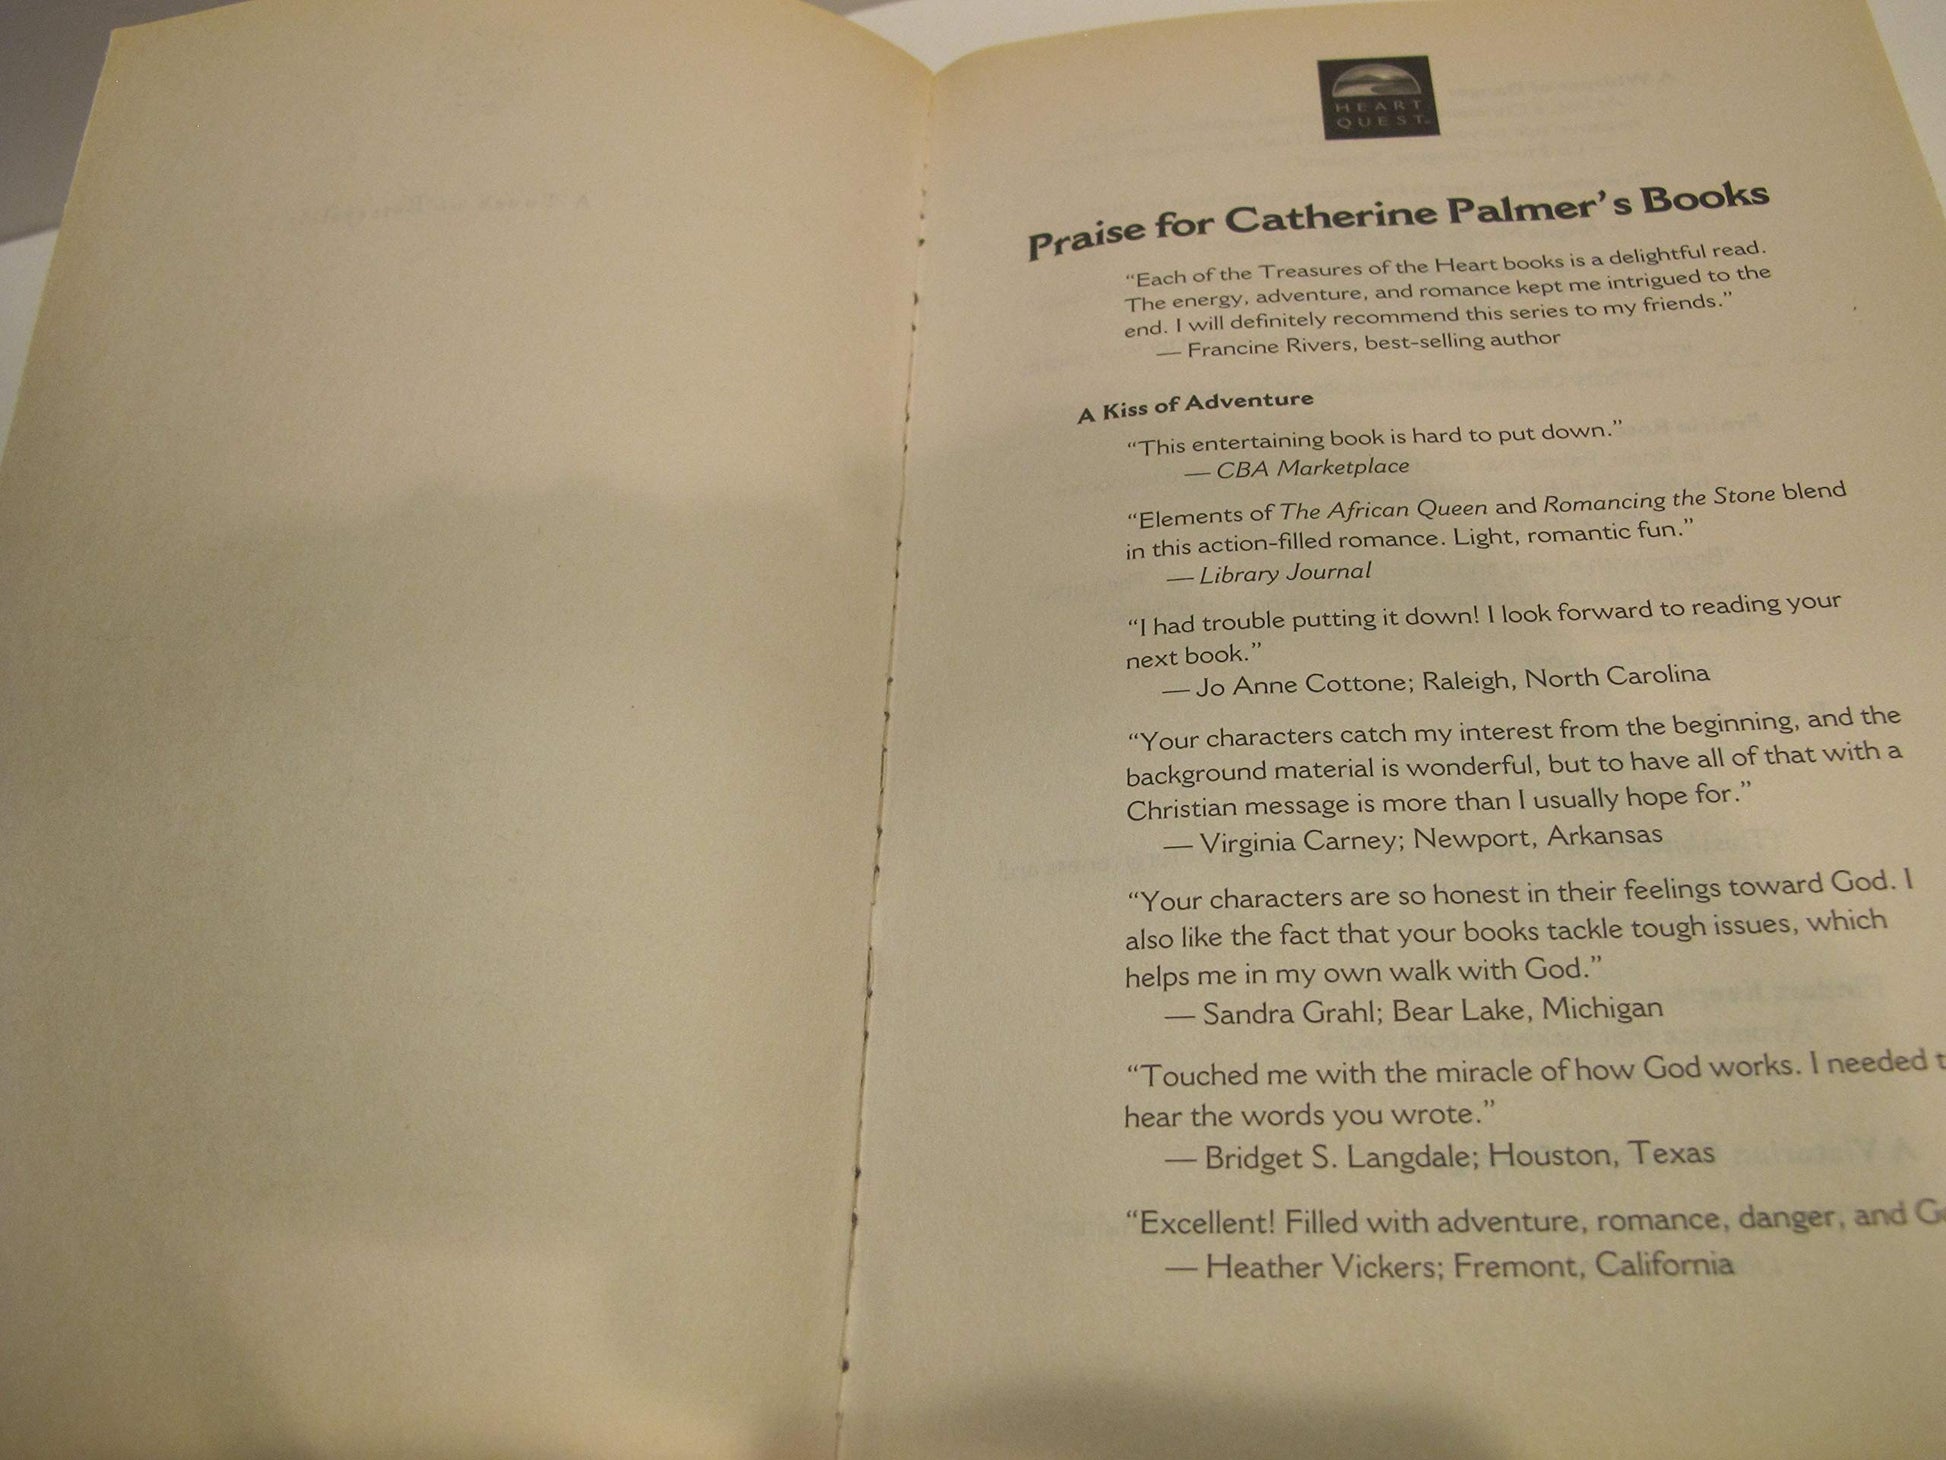 HEART
QUEST
Praise for Catherine Palmer's Books
“Each of the Treasures of the Heart books is a delightful read.
The energy, adventure, and romance kept me intrigued to the
end. I will definitely recommend this series to my friends.”
— Francine Rivers, best-selling author
A Kiss of Adventure
“This entertaining book is hard to put down.”
— CBA Marketplace
“Elements of The African Queen and Romancing the Stone blend
in this action-filled romance. Light, romantic fun.”
— Library Journal
“I had trouble putting it down! I look forward to reading your
next book.”
— Jo Anne Cottone; Raleigh, North Carolina
“Your characters catch my interest from the beginning, and the
background material is wonderful, but to have all of that with a
Christian message is more than I usually hope for.”
— Virginia Carney; Newport, Arkansas
“Your characters are so honest in their feelings toward God. I
also like the fact that your books tackle tough issues, which
helps me in my own walk with God.”
— Sandra Grahl; Bear Lake, Michigan
“Touched me with the miracle of how God works. I needed
hear the words you wrote.”
— Bridget S. Langdale; Houston, Texas
“Excellent! Filled with adventure, romance, danger, and
— Heather Vickers; Fremont, California